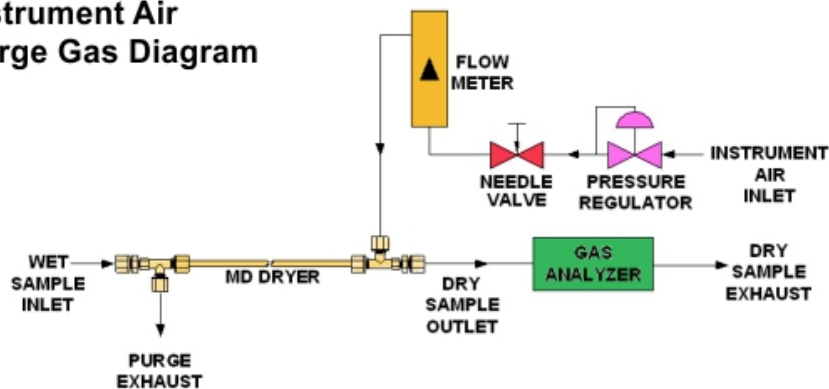 strument Air
rge Gas Diagram
FLOW
METER
INSTRUMENT
AIR
INLET
NEEDLE
VALVE
PRESSURE
REGULATOR
WET
SAMPLE
INLET
MD DRYER
DRY
SAMPLE
OUTLET
GAS
ANALYZER
DRY
SAMPLE
EXHAUST
PURGE
EXHAUST